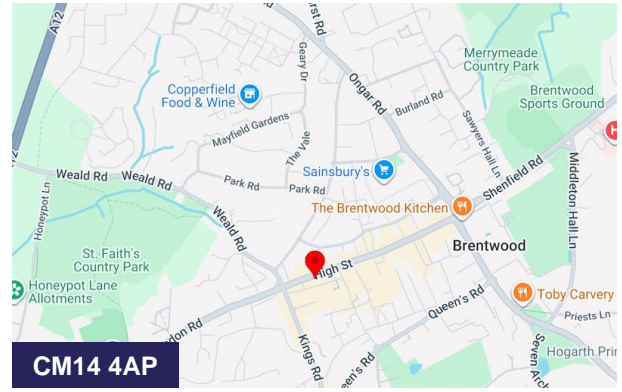 A12
Hurst Rd
Geary Dr
Ongar Rd
Merrymeade
Country Park
Copperfield
Food & Wine
Burland Rd
Brentwood
Sports Ground
Mayfield Gardens
The Vale
Sawyers Hall Ln
H
Sainsbury's
Shenfield Rd
Middleton Hall Ln
Weald Rd
Weald Rd
Park Rd
Park Rd
Honeypot Ln
The Brentwood Kitchen
Weald Rd
Brentwood
St. Faith's
Country Park
High St
Honeypot Lane
Allotments
Queen's Rd
Toby Carvery
Priests Ln
Kings Rd
Hogarth Prim
CM14 4AP